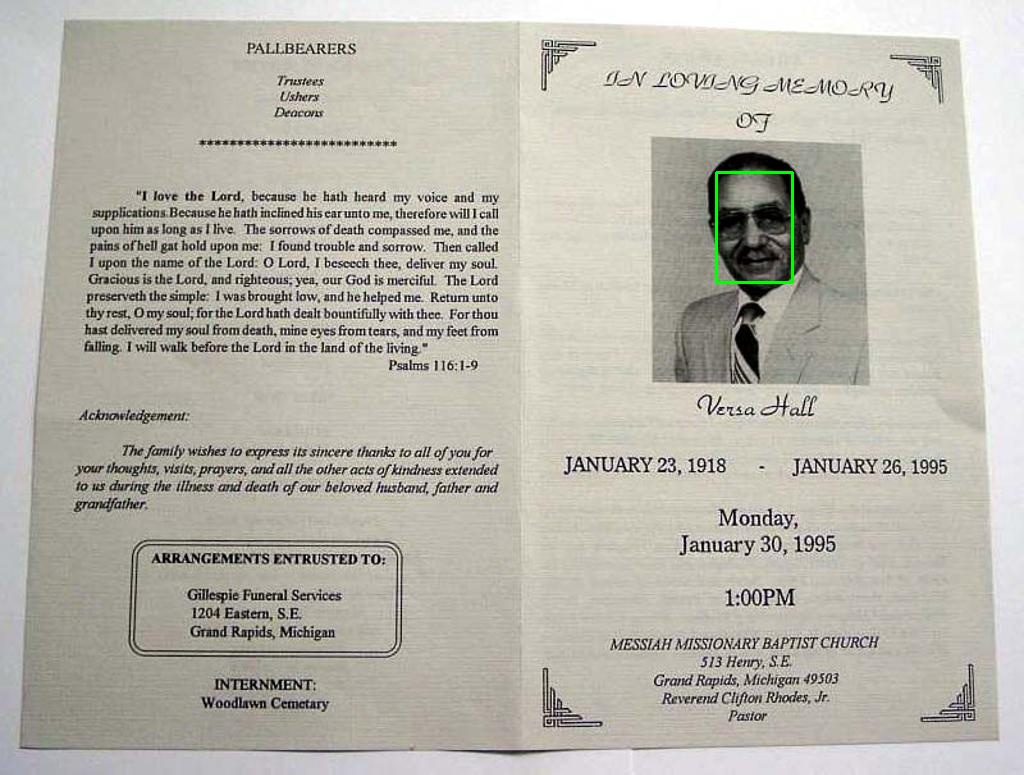 PALLBEARERS
Trustees
Ushers
Deacons
**************************
"I love the Lord, because he hath heard my voice and my
supplications.Because he hath inclined his ear unto me, therefore will I call
upon him as long as I live. The sorrows of death compassed me, and the
pains of hell gat hold upon me: I found trouble and sorrow. Then called
I upon the name of the Lord: O Lord, I beseech thee, deliver my soul.
Gracious is the Lord, and righteous; yea, our God is merciful. The Lord
preserveth the simple: I was brought low, and he helped me. Return unto
thy rest, O my soul; for the Lord hath dealt bountifully with thee. For thou
hast delivered my soul from death, mine eyes from tears, and my feet from
falling. I will walk before the Lord in the land of the living."
Psalms 116:1-9
Acknowledgement:
The family wishes to express its sincere thanks to all of you for
your thoughts, visits, prayers, and all the other acts of kindness extended
to us during the illness and death of our beloved husband, father and
grandfather.
ARRANGEMENTS ENTRUSTED TO:
Gillespie Funeral Services
1204 Eastern, S.E.
Grand Rapids, Michigan
INTERNMENT:
Woodlawn Cemetary
IN LOVING MEMORY
OF
Versa Hall
JANUARY 23, 1918 - JANUARY 26, 1995
Monday,
January 30, 1995
1:00PM
MESSIAH MISSIONARY BAPTIST CHURCH
513 Henry, S.E.
Grand Rapids, Michigan 49503
Reverend Clifton Rhodes, Jr.
Pastor